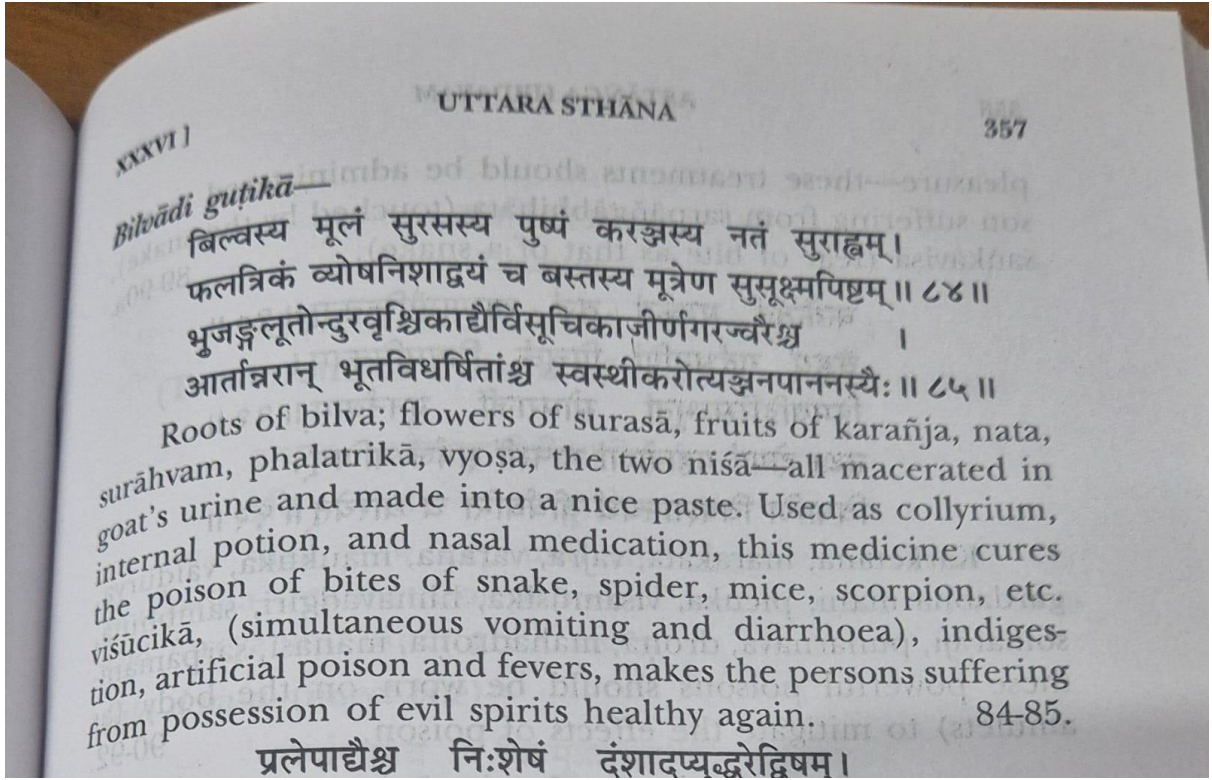 UTTARA STHĀNA
357
XXXVI ]
Bilvādi guṭikā—
बिल्वस्य मूलं सुरसस्य पुष्पं करञ्जस्य नतं सुराह्वम् ।
फलत्रिकं व्योषनिशाद्वयं च बस्तस्य मूत्रेण सुसूक्ष्मपिष्टम् ॥ ८४ ॥
भुजङ्गलूतोन्दुरवृश्चिकाद्यैर्विसूचिकाजीर्णगरज्वरैश्च ।
आर्तान्नरान् भूतविधर्षितांश्च स्वस्थीकरोत्यञ्जनपाननस्यैः ॥ ८५ ॥
Roots of bilva; flowers of surasā, fruits of karañja, nata,
surāhvam, phalatrikā, vyoṣa, the two niśā—all macerated in
goat's urine and made into a nice paste. Used as collyrium,
internal potion, and nasal medication, this medicine cures
the poison of bites of snake, spider, mice, scorpion, etc.
viśūcikā, (simultaneous vomiting and diarrhoea), indiges-
tion, artificial poison and fevers, makes the persons suffering
from possession of evil spirits healthy again. 84-85.
प्रलेपाद्यैश्च निःशेषं दंशादप्युद्धरेद्विषम् ।